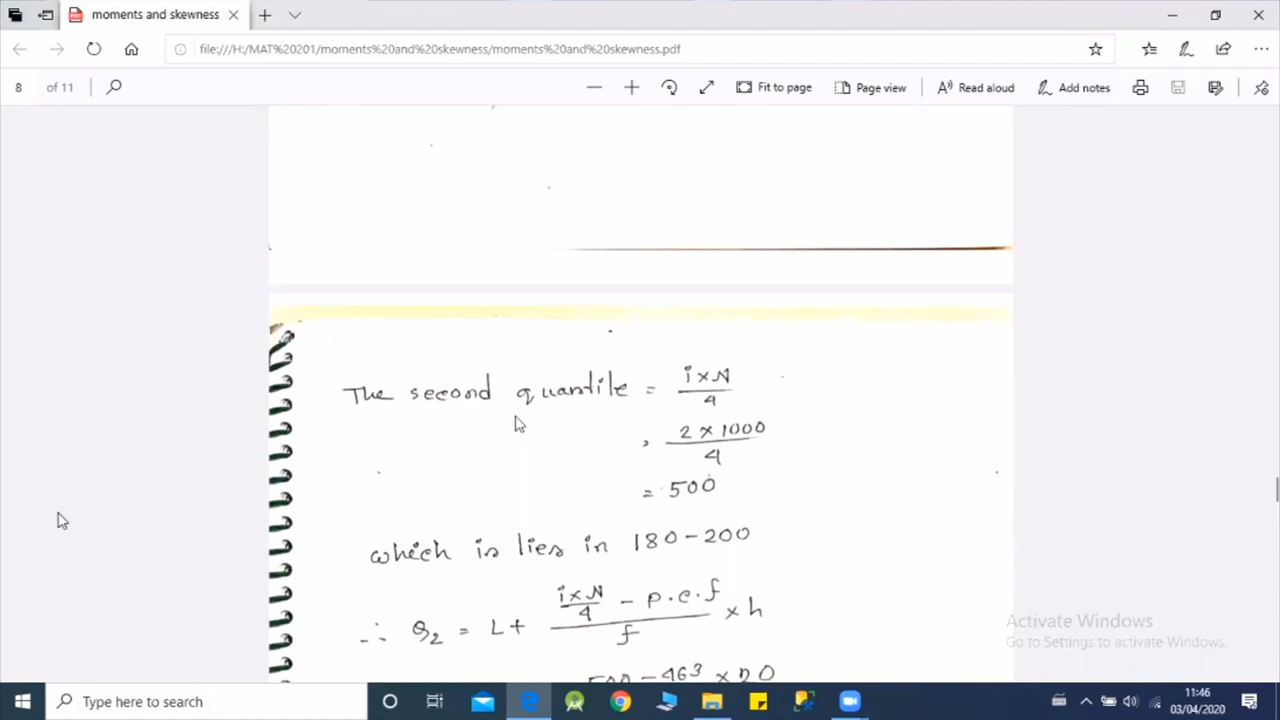 moments and skewness
file:///H:/MAT%20201/moments%20and%20skewness/moments%20and%20skewness.pdf
8 of 11
Fit to page
Page view
Read aloud
Add notes
The second quantile = i×N/4
= 2×1000/4
= 500
which is lies in 180-200
∴ Q2 = L+ (i×N/4 - p.c.f)/f ×h
500-463 ×20
Activate Windows
Go to Settings to activate Windows.
Type here to search
11:46
03/04/2020